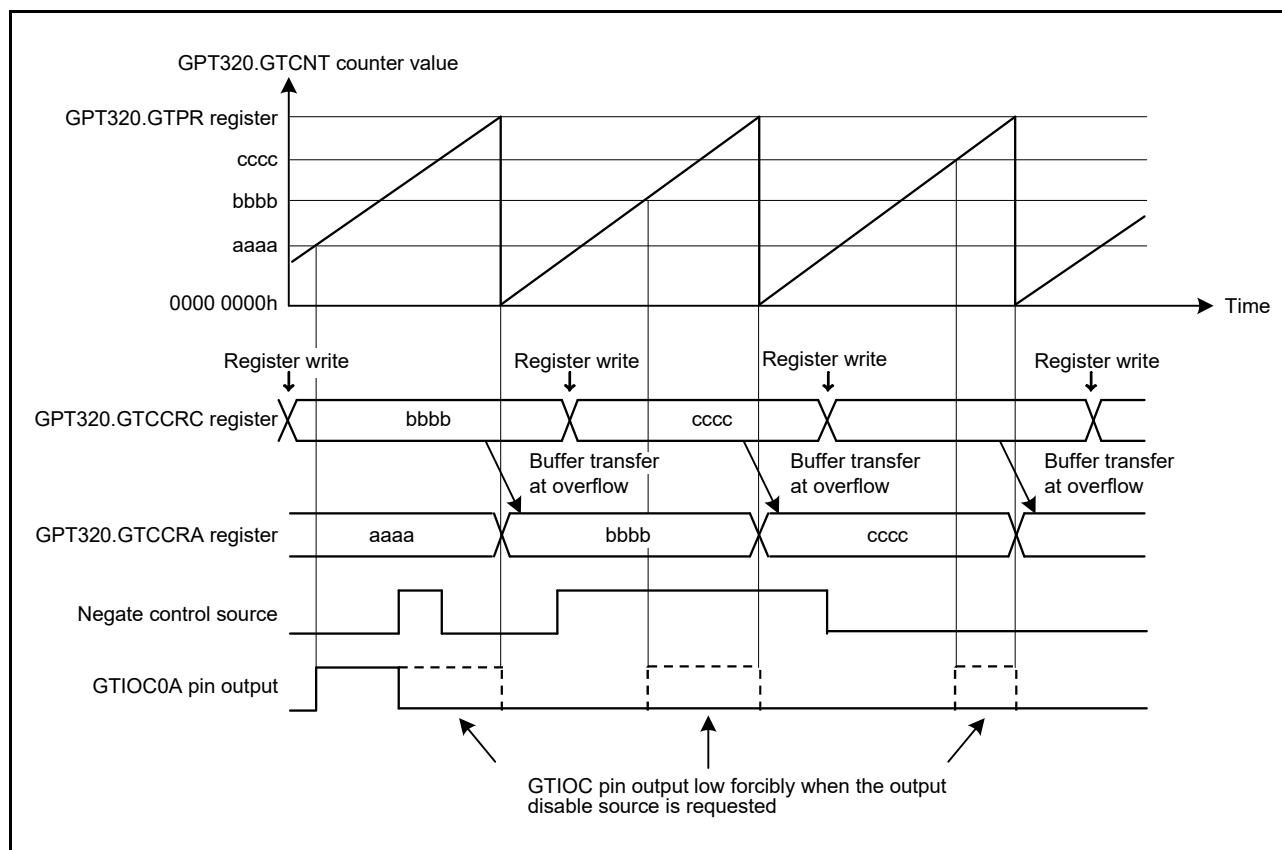 GPT320.GTCNT counter value
GPT320.GTPR register
cccc
bbbb
aaaa
0000 0000h
Time
Register write
Register write
Register write
Register write
GPT320.GTCCRC register
bbbb
cccc
Buffer transfer
at overflow
Buffer transfer
at overflow
Buffer transfer
at overflow
GPT320.GTCCRA register
aaaa
bbbb
cccc
Negate control source
GTIOC0A pin output
GTIOC pin output low forcibly when the output
disable source is requested